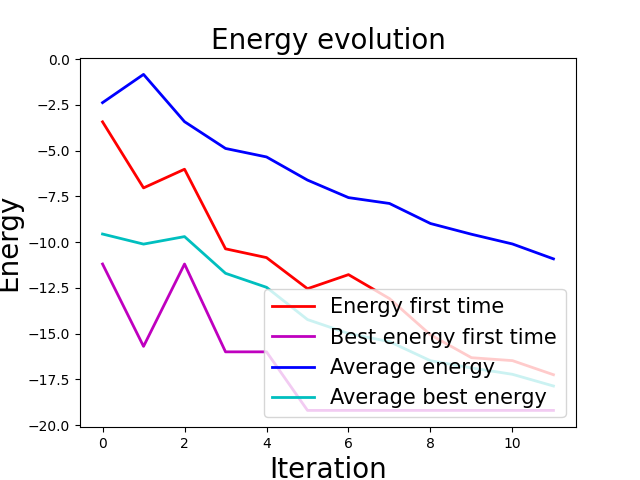 Energy evolution
0.0
−2.5
−5.0
−7.5
−10.0
−12.5
−15.0
−17.5
−20.0
Energy
Energy first time
Best energy first time
Average energy
Average best energy
0 2 4 6 8 10
Iteration